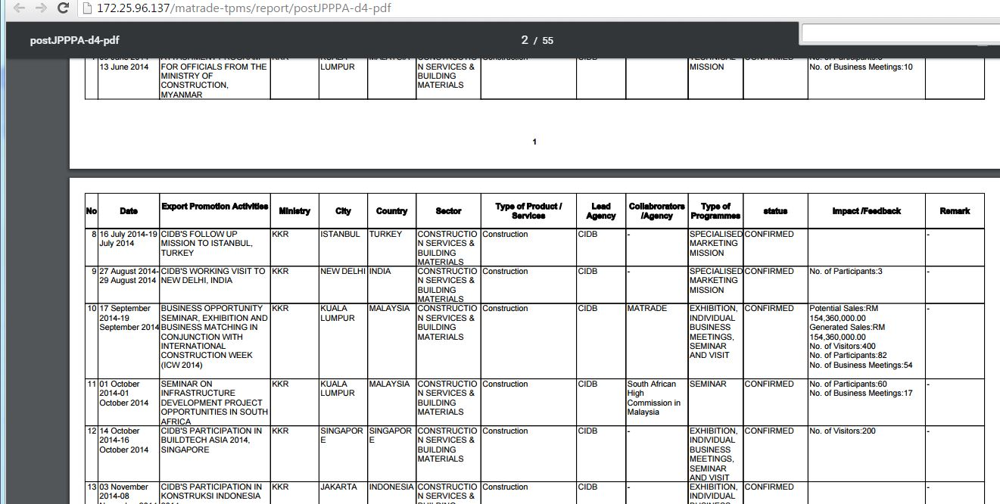 172.25.96.137/matrade-tpms/report/postJPPPA-d4-pdf
postJPPPA-d4-pdf
2 / 55
13 June 2014
FOR OFFICIALS FROM THE
MINISTRY OF
CONSTRUCTION,
MYANMAR
KKR
LUMPUR
MALAYSIA
N SERVICES &
BUILDING
MATERIALS
Construction
CIDB
TECHNICAL
MISSION
CONFIRMED
No. of Business Meetings:10
1
No
Date
Export Promotion Activities
Ministry
City
Country
Sector
Type of Product /
Services
Lead
Agency
Collabrorators
/Agency
Type of
Programmes
status
Impact /Feedback
Remark
8
16 July 2014-19
July 2014
CIDB'S FOLLOW UP
MISSION TO ISTANBUL,
TURKEY
KKR
ISTANBUL
TURKEY
CONSTRUCTIO
N SERVICES &
BUILDING
MATERIALS
Construction
CIDB
-
SPECIALISED
MARKETING
MISSION
CONFIRMED
-
9
27 August 2014-
29 August 2014
CIDB'S WORKING VISIT TO
NEW DELHI, INDIA
KKR
NEW DELHI
INDIA
CONSTRUCTIO
N SERVICES &
BUILDING
MATERIALS
Construction
CIDB
-
SPECIALISED
MARKETING
MISSION
CONFIRMED
No. of Participants:3
-
10
17 September
2014-19
September 2014
BUSINESS OPPORTUNITY
SEMINAR, EXHIBITION AND
BUSINESS MATCHING IN
CONJUNCTION WITH
INTERNATIONAL
CONSTRUCTION WEEK
(ICW 2014)
KKR
KUALA
LUMPUR
MALAYSIA
CONSTRUCTIO
N SERVICES &
BUILDING
MATERIALS
Construction
CIDB
MATRADE
EXHIBITION,
INDIVIDUAL
BUSINESS
MEETINGS,
SEMINAR
AND VISIT
CONFIRMED
Potential Sales:RM
154,360,000.00
Generated Sales:RM
154,360,000.00
No. of Visitors:400
No. of Participants:82
No. of Business Meetings:54
-
11
01 October
2014-01
October 2014
SEMINAR ON
INFRASTRUCTURE
DEVELOPMENT PROJECT
OPPORTUNITIES IN SOUTH
AFRICA
KKR
KUALA
LUMPUR
MALAYSIA
CONSTRUCTIO
N SERVICES &
BUILDING
MATERIALS
Construction
CIDB
South African
High
Commission in
Malaysia
SEMINAR
CONFIRMED
No. of Participants:60
No. of Business Meetings:17
-
12
14 October
2014-16
October 2014
CIDB'S PARTICIPATION IN
BUILDTECH ASIA 2014,
SINGAPORE
KKR
SINGAPOR
E
SINGAPOR
E
CONSTRUCTIO
N SERVICES &
BUILDING
MATERIALS
Construction
CIDB
-
EXHIBITION,
INDIVIDUAL
BUSINESS
MEETINGS,
SEMINAR
AND VISIT
CONFIRMED
No. of Visitors:200
-
13
03 November
2014-08
CIDB'S PARTICIPATION IN
KONSTRUKSI INDONESIA
KKR
JAKARTA
INDONESIA
CONSTRUCTIO
N SERVICES &
Construction
CIDB
-
EXHIBITION,
INDIVIDUAL
CONFIRMED
-